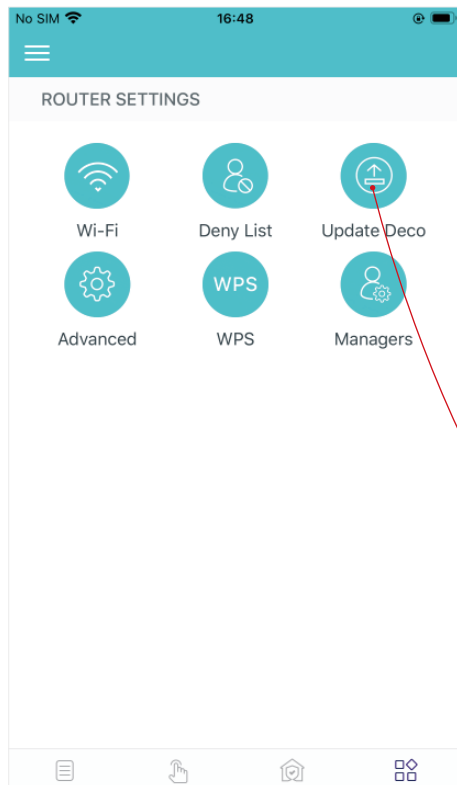 No SIM 16:48
ROUTER SETTINGS
Wi-Fi Deny List Update Deco
WPS
Advanced WPS Managers